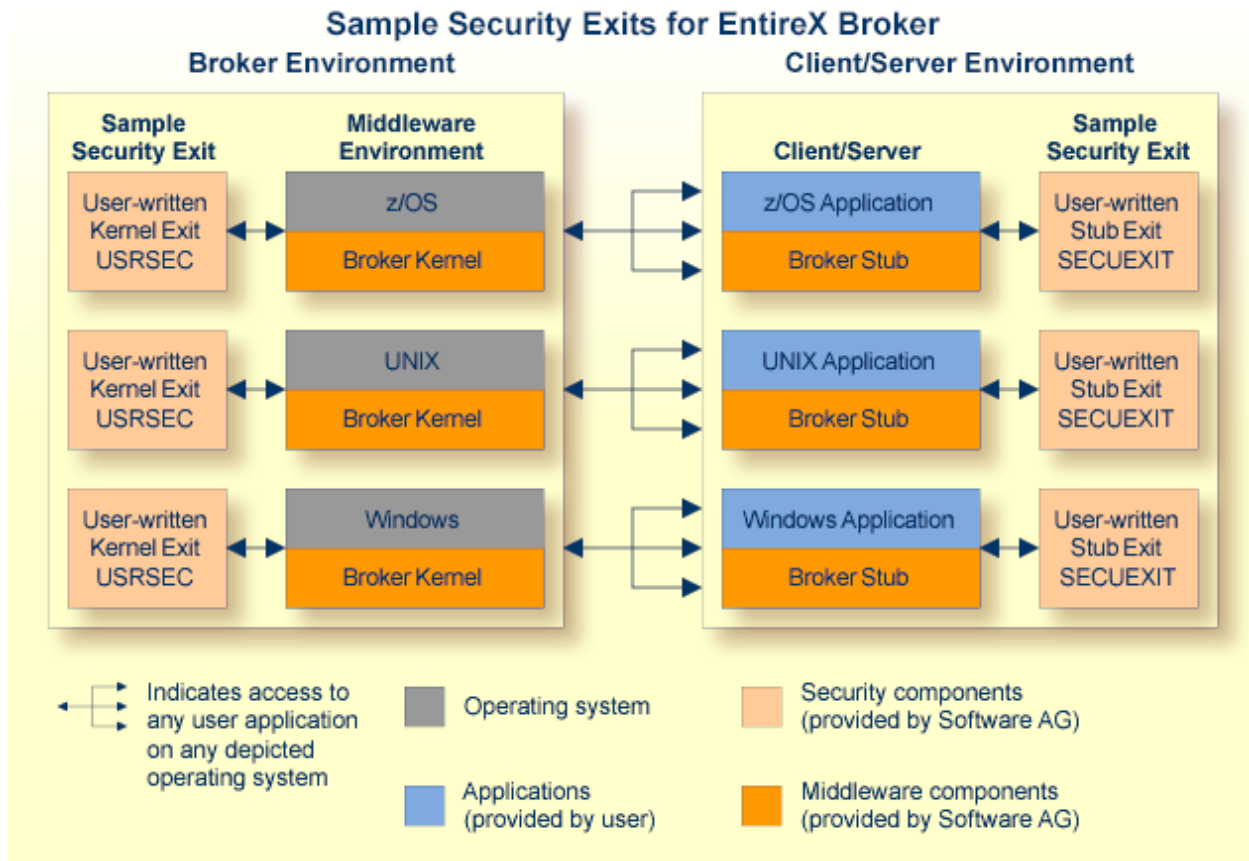 Sample Security Exits for EntireX Broker
Broker Environment
Client/Server Environment
Sample
Security Exit
Middleware
Environment
Client/Server
Sample
Security Exit
User-written
Kernel Exit
USRSEC
z/OS
Broker Kernel
z/OS Application
Broker Stub
User-written
Stub Exit
SECUEXIT
User-written
Kernel Exit
USRSEC
UNIX
Broker Kernel
UNIX Application
Broker Stub
User-written
Stub Exit
SECUEXIT
User-written
Kernel Exit
USRSEC
Windows
Broker Kernel
Windows Application
Broker Stub
User-written
Stub Exit
SECUEXIT
Indicates access to
any user application
on any depicted
operating system
Operating system
Security components
(provided by Software AG)
Applications
(provided by user)
Middleware components
(provided by Software AG)